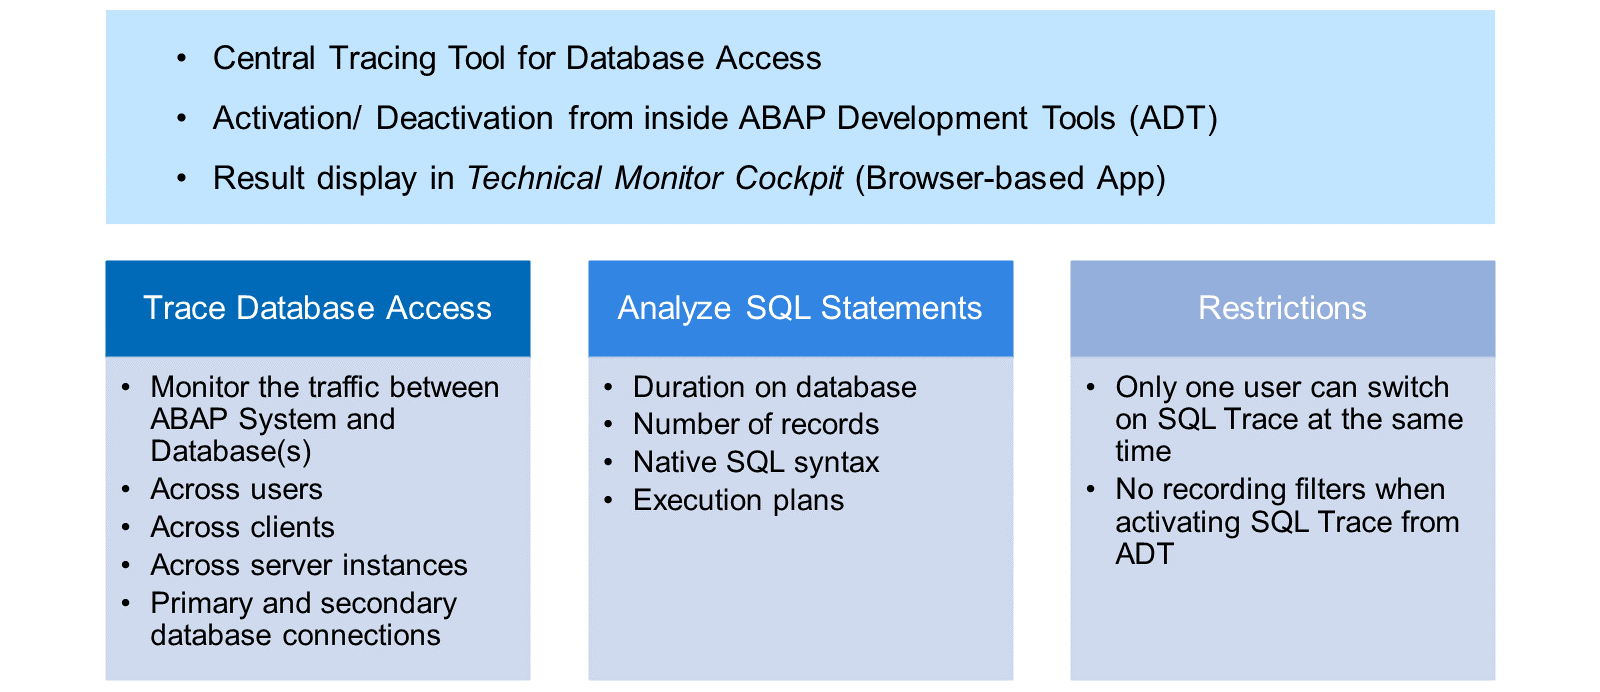 • Central Tracing Tool for Database Access
• Activation/ Deactivation from inside ABAP Development Tools (ADT)
• Result display in Technical Monitor Cockpit (Browser-based App)
Trace Database Access
• Monitor the traffic between
ABAP System and
Database(s)
• Across users
• Across clients
• Across server instances
• Primary and secondary
database connections
Analyze SQL Statements
• Duration on database
• Number of records
• Native SQL syntax
• Execution plans
Restrictions
• Only one user can switch
on SQL Trace at the same
time
• No recording filters when
activating SQL Trace from
ADT